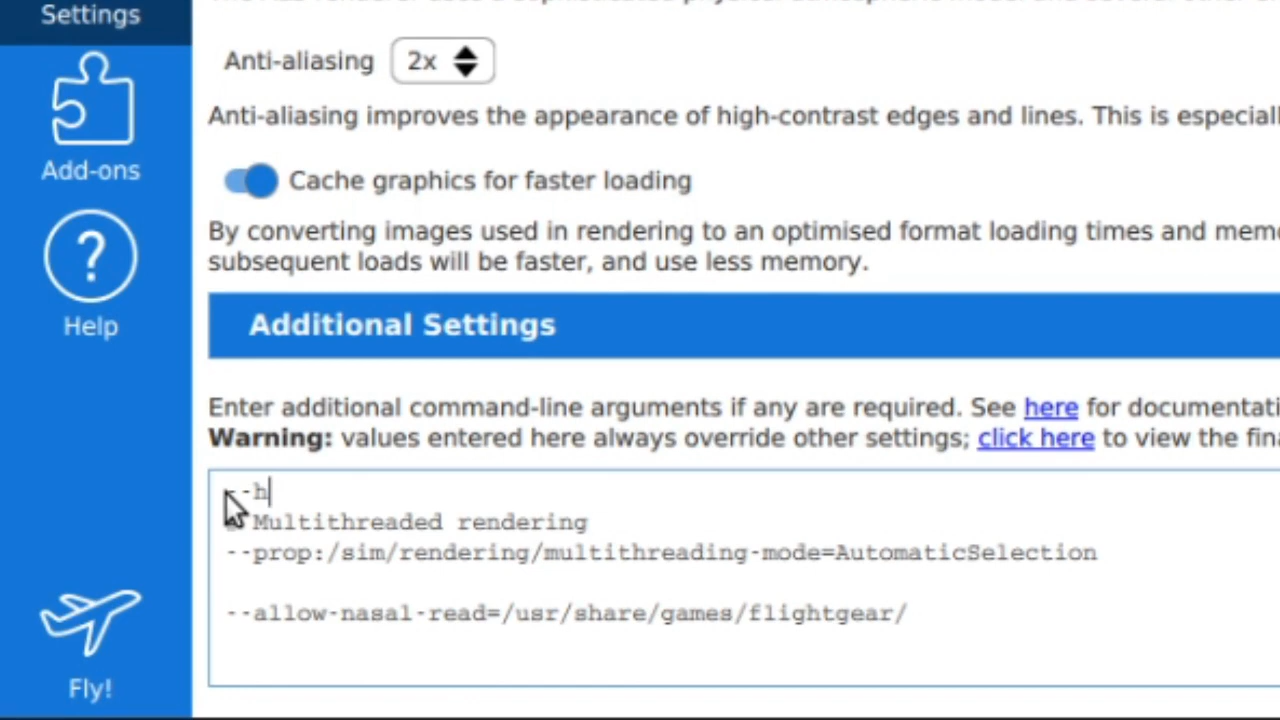 Settings
Add-ons
Help
Fly!
Anti-aliasing 2x
Anti-aliasing improves the appearance of high-contrast edges and lines. This is
Cache graphics for faster loading
By converting images used in rendering to an optimised format loading times and
subsequent loads will be faster, and use less memory.
Additional Settings
Enter additional command-line arguments if any are required. See here for
Warning: values entered here always override other settings; click here to view the
--h
Multithreaded rendering
--prop:/sim/rendering/multithreading-mode=AutomaticSelection
--allow-nasal-read=/usr/share/games/flightgear/